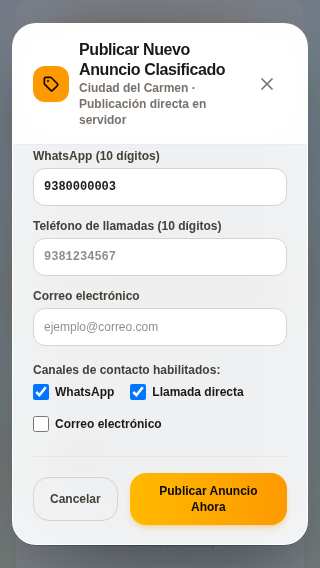 Publicar Nuevo
Anuncio Clasificado
Ciudad del Carmen ·
Publicación directa en
servidor
WhatsApp (10 dígitos)
9380000003
Teléfono de llamadas (10 dígitos)
9381234567
Correo electrónico
ejemplo@correo.com
Canales de contacto habilitados:
WhatsApp
Llamada directa
Correo electrónico
Cancelar
Publicar Anuncio
Ahora